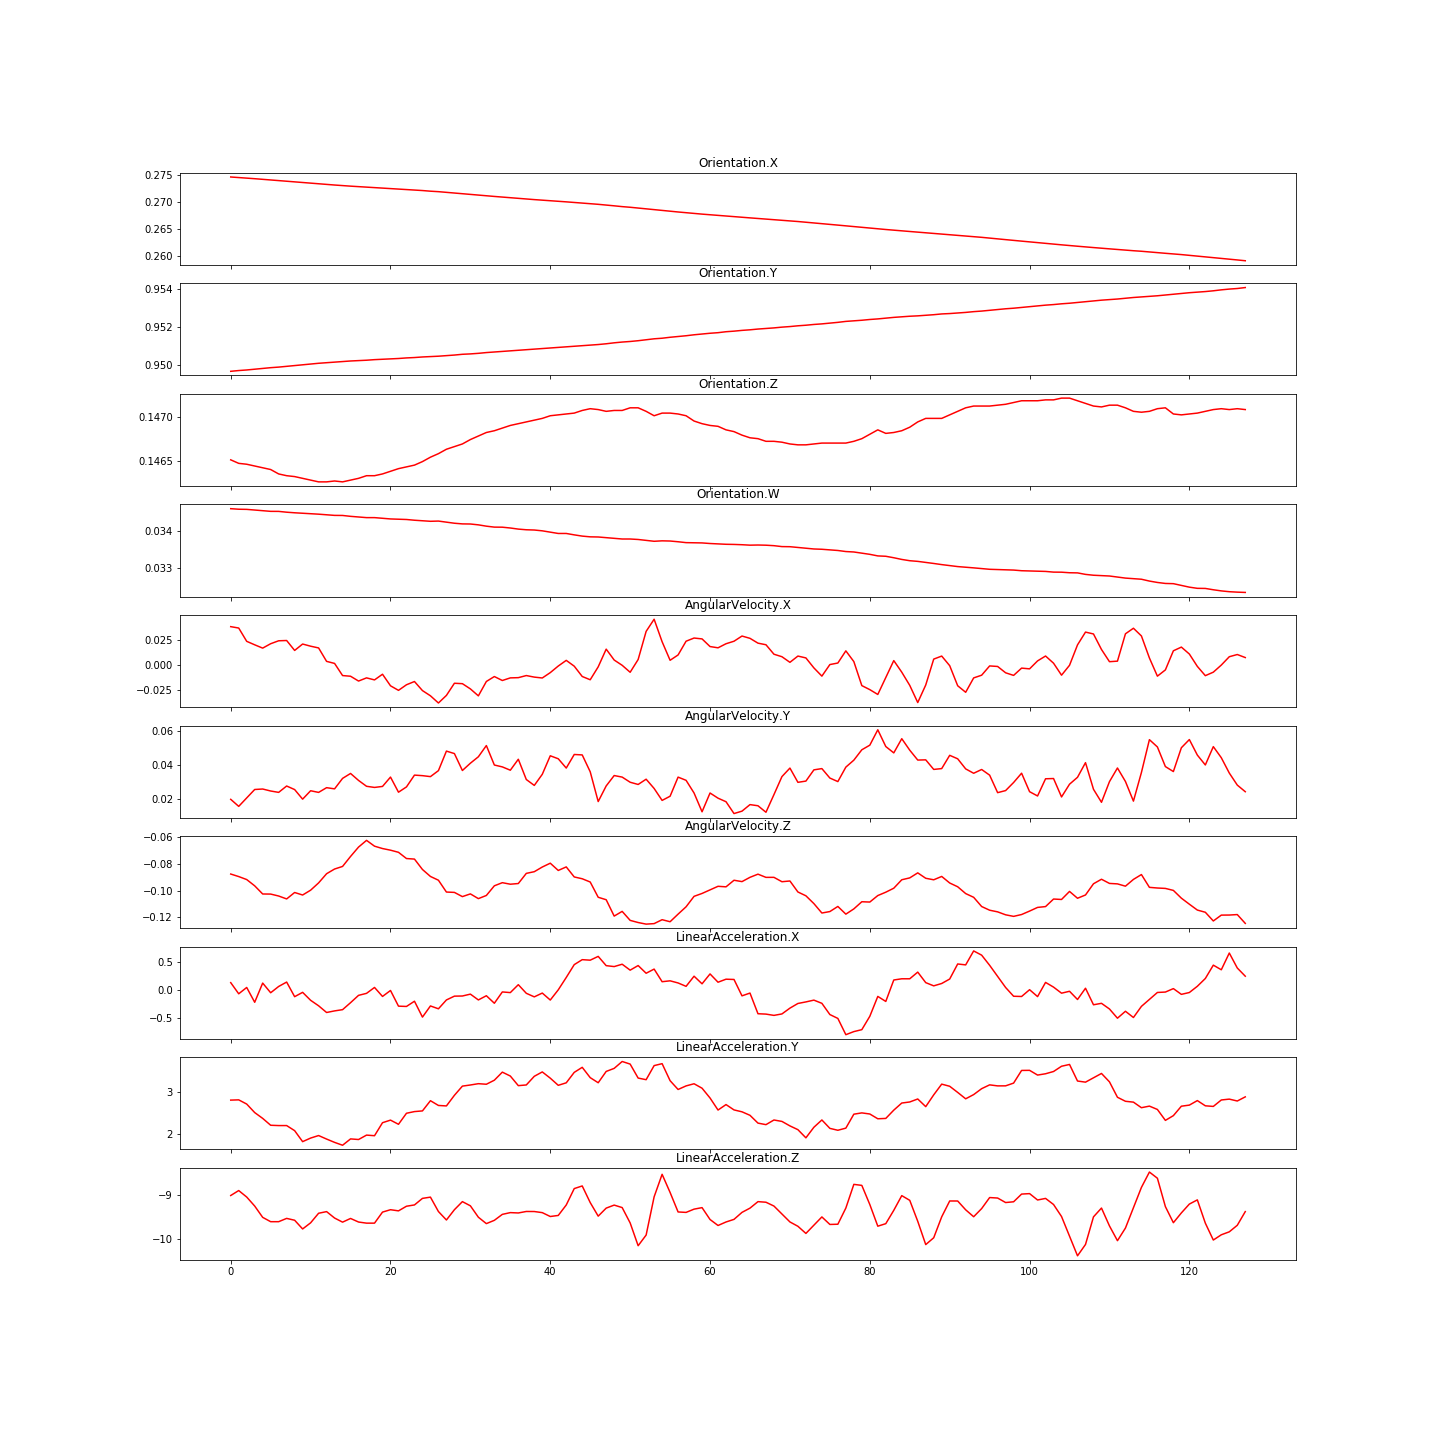 Orientation.X
0.275
0.270
0.265
0.260
Orientation.Y
0.954
0.952
0.950
Orientation.Z
0.1470
0.1465
Orientation.W
0.034
0.033
AngularVelocity.X
0.025
0.000
−0.025
AngularVelocity.Y
0.06
0.04
0.02
AngularVelocity.Z
−0.06
−0.08
−0.10
−0.12
LinearAcceleration.X
0.5
0.0
−0.5
LinearAcceleration.Y
3
2
LinearAcceleration.Z
−9
−10
0 20 40 60 80 100 120